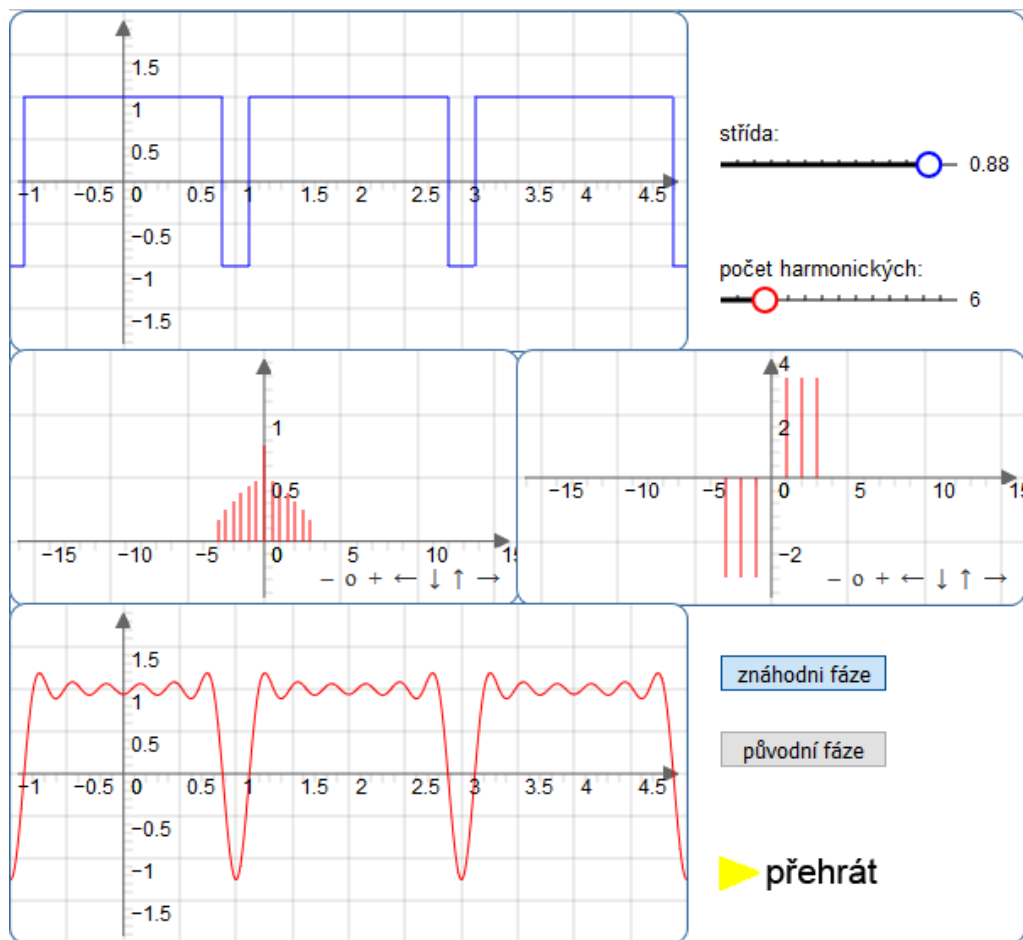 1.5
1
0.5
−1 −0.5 0 0.5 1 1.5 2 2.5 3 3.5 4 4.5
−0.5
−1
−1.5
střída:
0.88
počet harmonických:
6
1
0.5
−15 −10 −5 0 5 10 15
− o + ← ↓ ↑ →
4
2
−15 −10 −5 0 5 10 15
−2
− o + ← ↓ ↑ →
1.5
1
0.5
−1 −0.5 0 0.5 1 1.5 2 2.5 3 3.5 4 4.5
−0.5
−1
−1.5
znáhodni fáze
původní fáze
přehrát